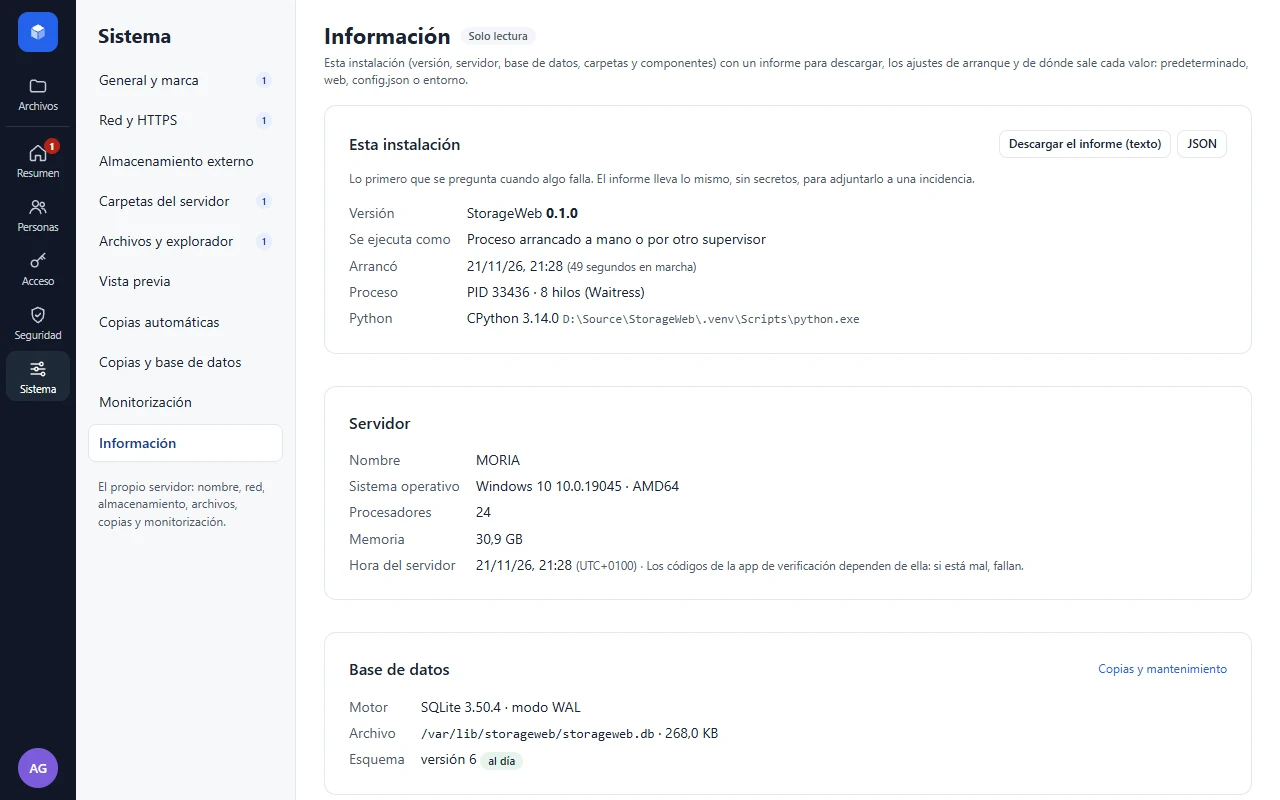 Archivos
1
Resumen
Personas
Acceso
Seguridad
Sistema
AG
Sistema
General y marca 1
Red y HTTPS 1
Almacenamiento externo
Carpetas del servidor 1
Archivos y explorador 1
Vista previa
Copias automáticas
Copias y base de datos
Monitorización
Información
El propio servidor: nombre, red,
almacenamiento, archivos,
copias y monitorización.
Información Solo lectura
Esta instalación (versión, servidor, base de datos, carpetas y componentes) con un informe para descargar, los ajustes de arranque y de dónde sale cada valor: predeterminado,
web, config.json o entorno.
Esta instalación Descargar el informe (texto) JSON
Lo primero que se pregunta cuando algo falla. El informe lleva lo mismo, sin secretos, para adjuntarlo a una incidencia.
Versión StorageWeb 0.1.0
Se ejecuta como Proceso arrancado a mano o por otro supervisor
Arrancó 21/11/26, 21:28 (49 segundos en marcha)
Proceso PID 33436 · 8 hilos (Waitress)
Python CPython 3.14.0 D:\Source\StorageWeb\.venv\Scripts\python.exe
Servidor
Nombre MORIA
Sistema operativo Windows 10 10.0.19045 · AMD64
Procesadores 24
Memoria 30,9 GB
Hora del servidor 21/11/26, 21:28 (UTC+0100) · Los códigos de la app de verificación dependen de ella: si está mal, fallan.
Base de datos Copias y mantenimiento
Motor SQLite 3.50.4 · modo WAL
Archivo /var/lib/storageweb/storageweb.db · 268,0 KB
Esquema versión 6 al día